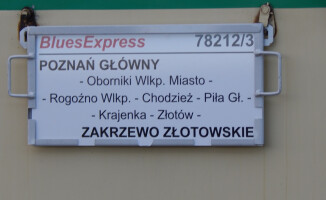 BluesExpress 78212/3
POZNAŃ GŁÓWNY
- Oborniki Wlkp. Miasto -
- Rogoźno Wlkp. - Chodzież - Piła Gł. -
- Krajenka - Złotów -
ZAKRZEWO ZŁOTOWSKIE